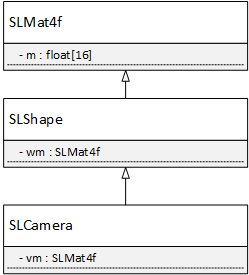 SLMat4f
- m : float[16]
SLShape
- wm : SLMat4f
SLCamera
- vm : SLMat4f